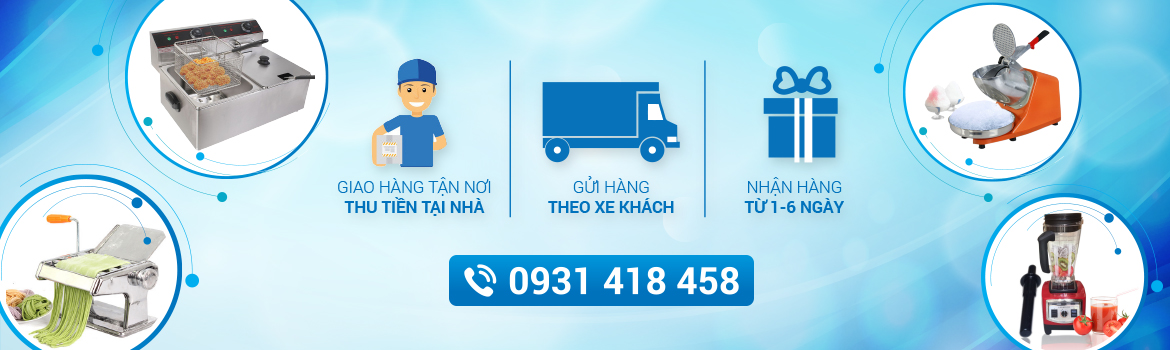 GIAO HÀNG TẬN NƠI
THU TIỀN TẠI NHÀ
GỬI HÀNG
THEO XE KHÁCH
NHẬN HÀNG
TỪ 1-6 NGÀY
0931 418 458